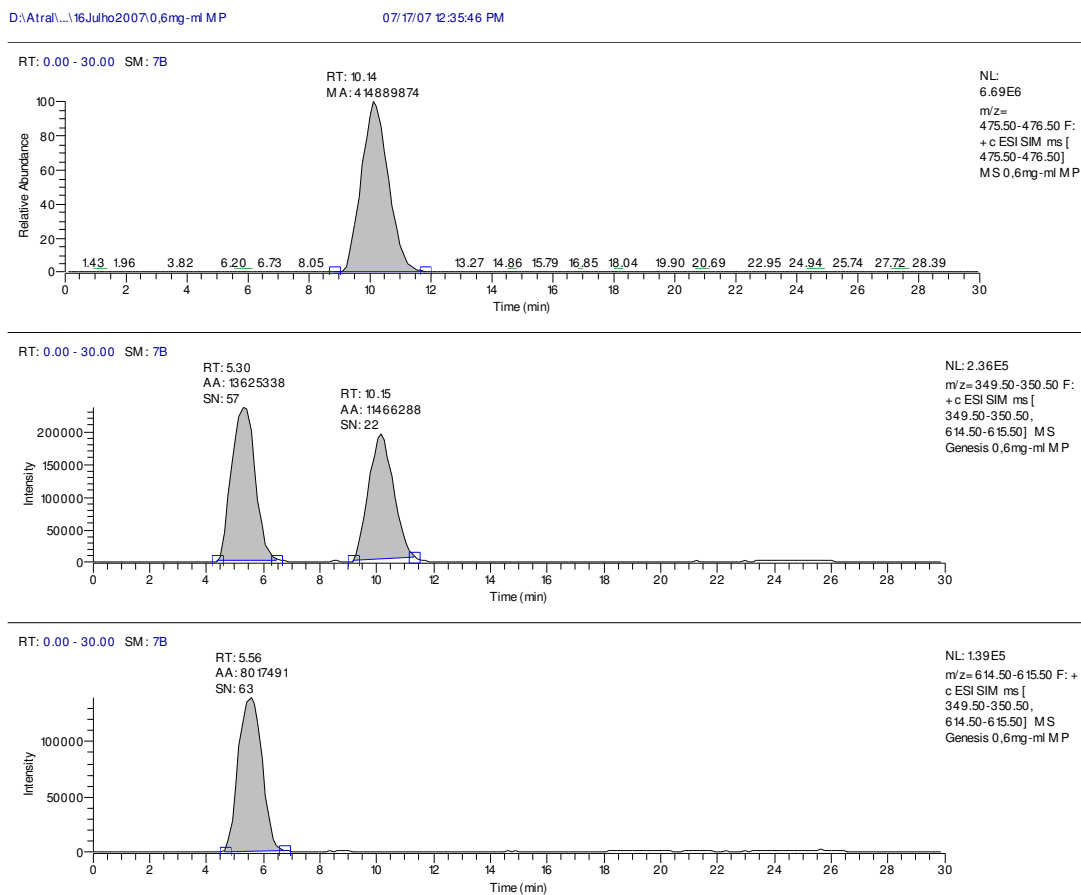 D:\Atral\...\16Julho2007\0,6mg-ml MP 07/17/07 12:35:46 PM
RT: 0.00 - 30.00 SM: 7B
RT: 10.14
MA: 414889874
NL:
6.69E6
m/z=
475.50-476.50 F:
+ c ESI SIM ms [
475.50-476.50]
MS 0,6mg-ml MP
Relative Abundance
100
80
60
40
20
0
1.43 1.96 3.82 6.20 6.73 8.05 13.27 14.86 15.79 16.85 18.04 19.90 20.69 22.95 24.94 25.74 27.72 28.39
0 2 4 6 8 10 12 14 16 18 20 22 24 26 28 30
Time (min)
RT: 0.00 - 30.00 SM: 7B
RT: 5.30
AA: 13625338
SN: 57
RT: 10.15
AA: 11466288
SN: 22
NL: 2.36E5
m/z= 349.50-350.50 F:
+ c ESI SIM ms [
349.50-350.50,
614.50-615.50] MS
Genesis 0,6mg-ml MP
Intensity
200000
150000
100000
50000
0
0 2 4 6 8 10 12 14 16 18 20 22 24 26 28 30
Time (min)
RT: 0.00 - 30.00 SM: 7B
RT: 5.56
AA: 8017491
SN: 63
NL: 1.39E5
m/z= 614.50-615.50 F: +
c ESI SIM ms [
349.50-350.50,
614.50-615.50] MS
Genesis 0,6mg-ml MP
Intensity
100000
50000
0
0 2 4 6 8 10 12 14 16 18 20 22 24 26 28 30
Time (min)